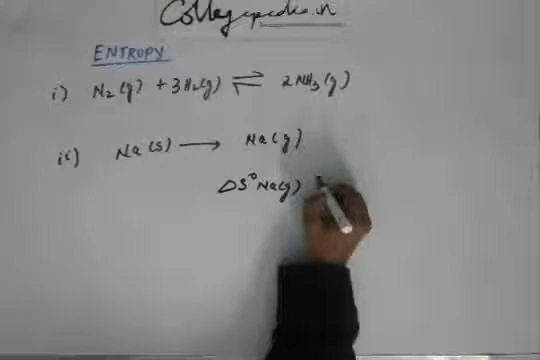 Collegepedia.in
ENTROPY
i) N₂(g) + 3H₂(g) ⇌ 2NH₃(g)
ii) Na(s) ⟶ Na(g)
ΔS° Na(g)